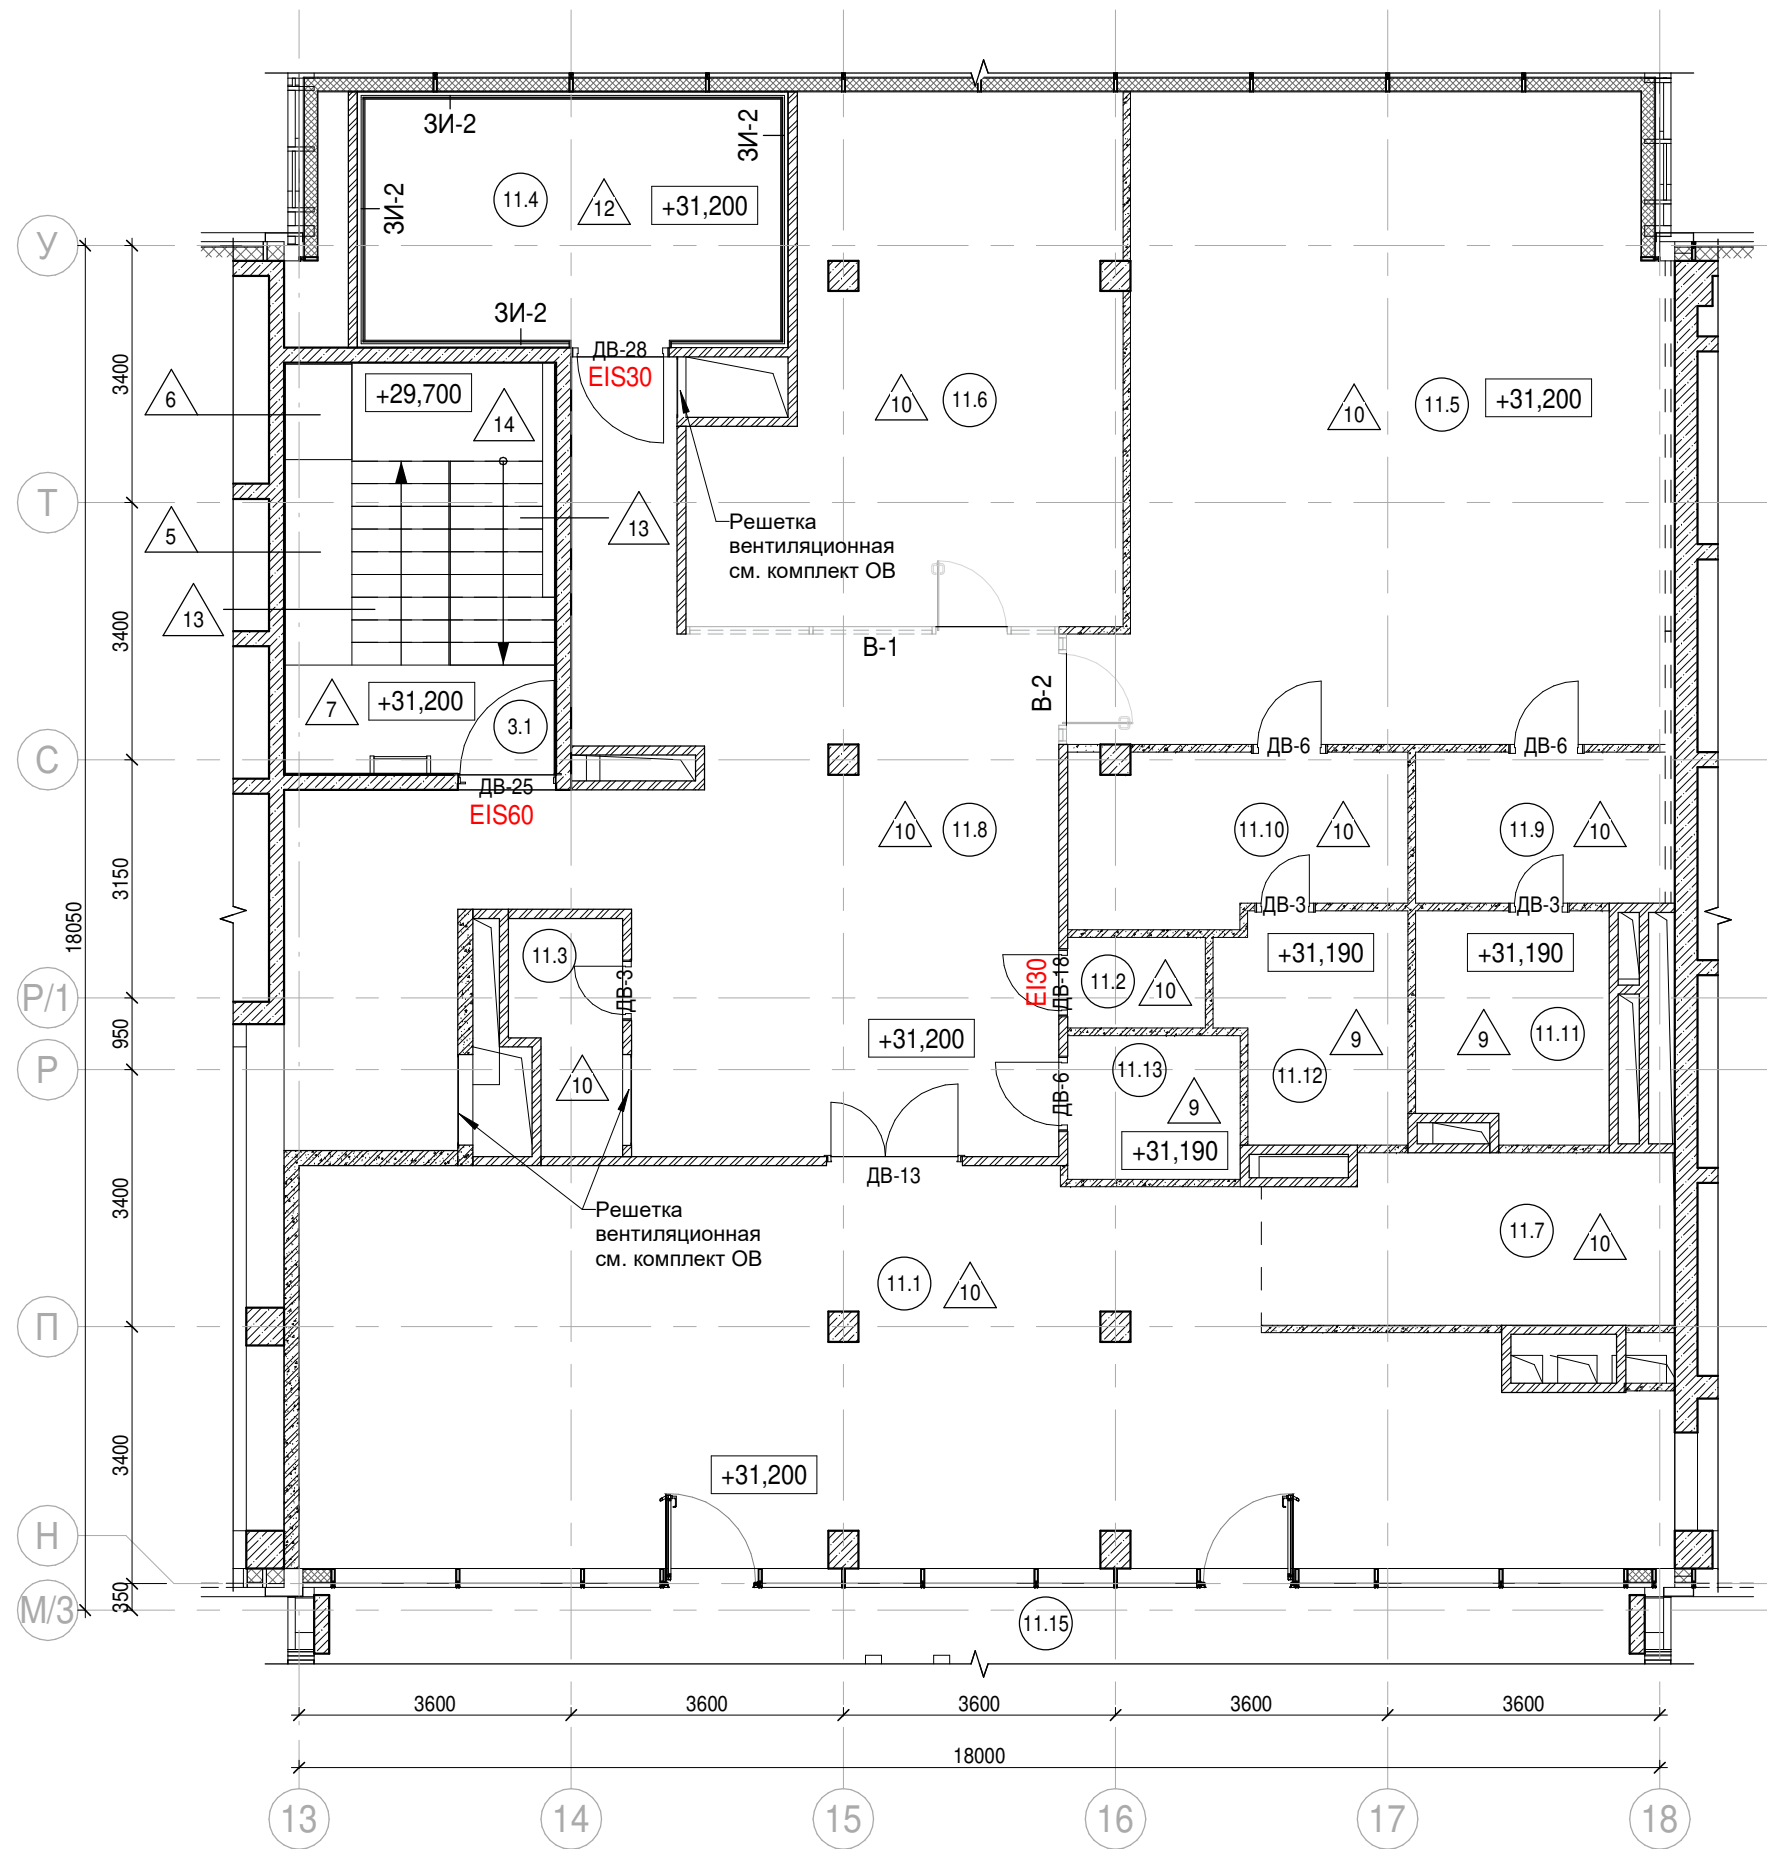 ЗИ-2
ЗИ-2
ЗИ-2
11.4
12
+31,200
У
ЗИ-2
ДВ-28
EIS30
3400
6
+29,700
14
10
11.6
10
11.5
+31,200
Т
5
13
Решетка
вентиляционная
см. комплект ОВ
3400
13
В-1
В-2
7
+31,200
3.1
С
ДВ-6
ДВ-6
ДВ-25
EIS60
10
11.8
11.10
10
11.9
10
3150
18050
ДВ-3
ДВ-3
11.3
+31,190
+31,190
ДВ-3
EI30
ДВ-18
11.2
10
Р/1
950
+31,200
9
9
11.11
Р
10
ДВ-6
11.13
9
11.12
+31,190
ДВ-13
3400
Решетка
вентиляционная
см. комплект ОВ
11.7
10
11.1
10
П
3400
+31,200
Н
350
М/3
11.15
3600
3600
3600
3600
3600
18000
13
14
15
16
17
18